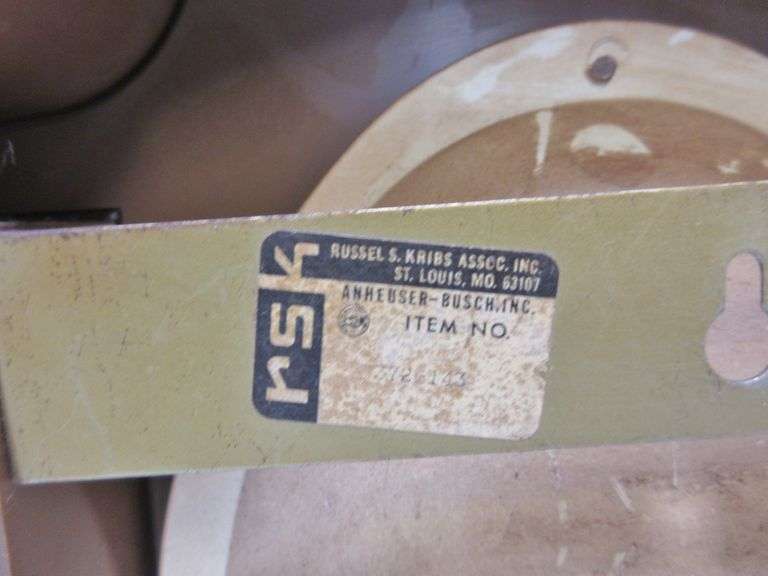 rsk
RUSSEL S. KRIBS ASSOC. INC.
ST. LOUIS, MO. 63107
ANHEUSER-BUSCH, INC.
ITEM NO.